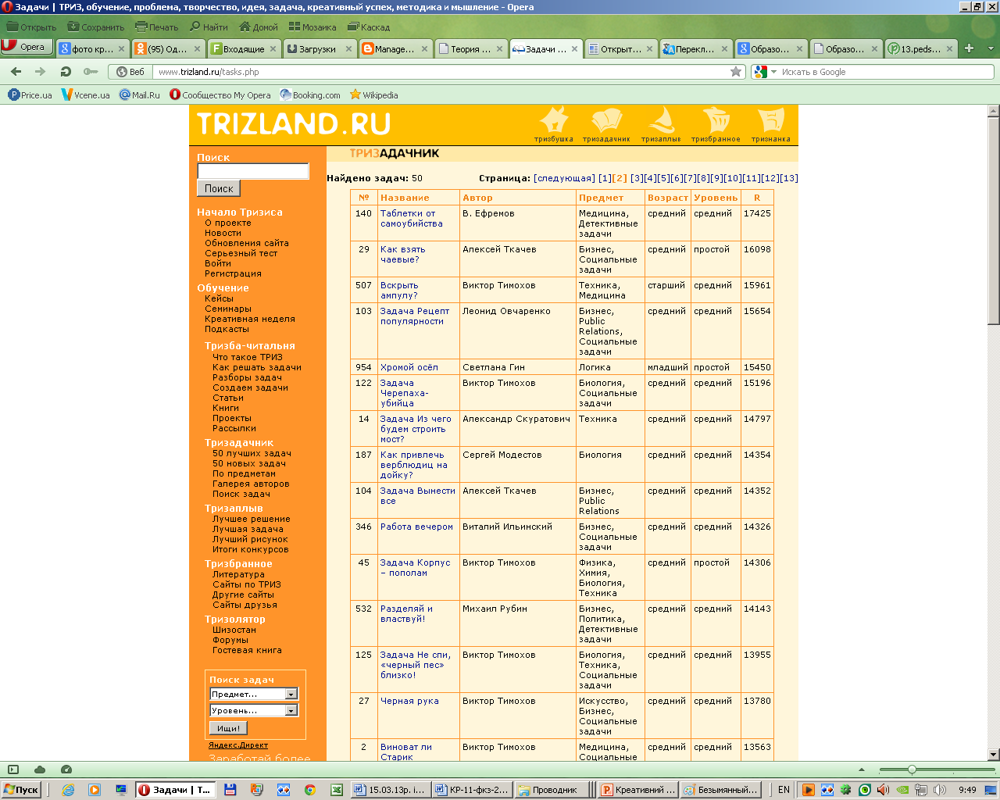 Задачи | ТРИЗ, обучение, проблема, творчество, идея, задача, креативный успех, методика и мышление - Opera
Открыть Сохранить Печать Найти Домой Мозаика Каскад
Opera фото кр... (95) Од... Входящие Загрузки Manage... Теория ... Задачи ... Открыт... Перекл... Образо... Образо... 13.peds...
Веб www.trizland.ru/tasks.php Искать в Google
Price.ua Vcene.ua Mail.Ru Сообщество My Opera Booking.com Wikipedia
TRIZLAND.RU
тризбушка тризадачник тризаплыв тризбранное тризнанка
Поиск
Поиск
Начало Тризиса
О проекте
Новости
Обновления сайта
Серьезный тест
Войти
Регистрация
Обучение
Кейсы
Семинары
Креативная неделя
Подкасты
Тризба-читальня
Что такое ТРИЗ
Как решать задачи
Разборы задач
Создаем задачи
Статьи
Книги
Проекты
Рассылки
Тризадачник
50 лучших задач
50 новых задач
По предметам
Галерея авторов
Поиск задач
Тризаплыв
Лучшее решение
Лучшая задача
Лучший рисунок
Итоги конкурсов
Тризбранное
Литература
Сайты по ТРИЗ
Другие сайты
Сайты друзья
Тризолятор
Шизостан
Форумы
Гостевая книга
Поиск задач
Предмет...
Уровень...
Ищи!
Яндекс.Директ
Заработай более
ТРИЗАДАЧНИК
Найдено задач: 50 Страница: [следующая] [1][2] [3][4][5][6][7][8][9][10][11][12][13]
№ Название Автор Предмет Возраст Уровень R
140 Таблетки от В. Ефремов Медицина, средний средний 17425
самоубийства Детективные
задачи
29 Как взять Алексей Ткачев Бизнес, средний простой 16098
чаевые? Социальные
задачи
507 Вскрыть Виктор Тимохов Техника, старший средний 15961
ампулу? Медицина
103 Задача Рецепт Леонид Овчаренко Бизнес, средний средний 15654
популярности Public
Relations,
Социальные
задачи
954 Хромой осёл Светлана Гин Логика младший простой 15450
122 Задача Виктор Тимохов Биология, средний средний 15196
Черепаха- Социальные
убийца задачи
14 Задача Из чего Александр Скуратович Техника средний средний 14797
будем строить
мост?
187 Как привлечь Сергей Модестов Биология средний средний 14354
верблюдиц на
дойку?
104 Задача Вынести Алексей Ткачев Бизнес, средний средний 14352
все Public
Relations
346 Работа вечером Виталий Ильинский Бизнес, средний средний 14326
Социальные
задачи
45 Задача Корпус Виктор Тимохов Физика, средний простой 14306
– пополам Химия,
Биология,
Техника
532 Разделяй и Михаил Рубин Бизнес, средний средний 14143
властвуй! Политика,
Детективные
задачи
125 Задача Не спи, Виктор Тимохов Биология, средний средний 13955
«черный пес» Техника,
близко! Социальные
задачи
27 Черная рука Виктор Тимохов Искусство, средний средний 13780
Бизнес,
Социальные
задачи
2 Виноват ли Виктор Тимохов Медицина, средний средний 13563
Старик Социальные
Пуск Задачи | Т... 15.03.13р. і... КР-11-фкз-2... Проводник Креативний ... Безымянный... EN 9:49